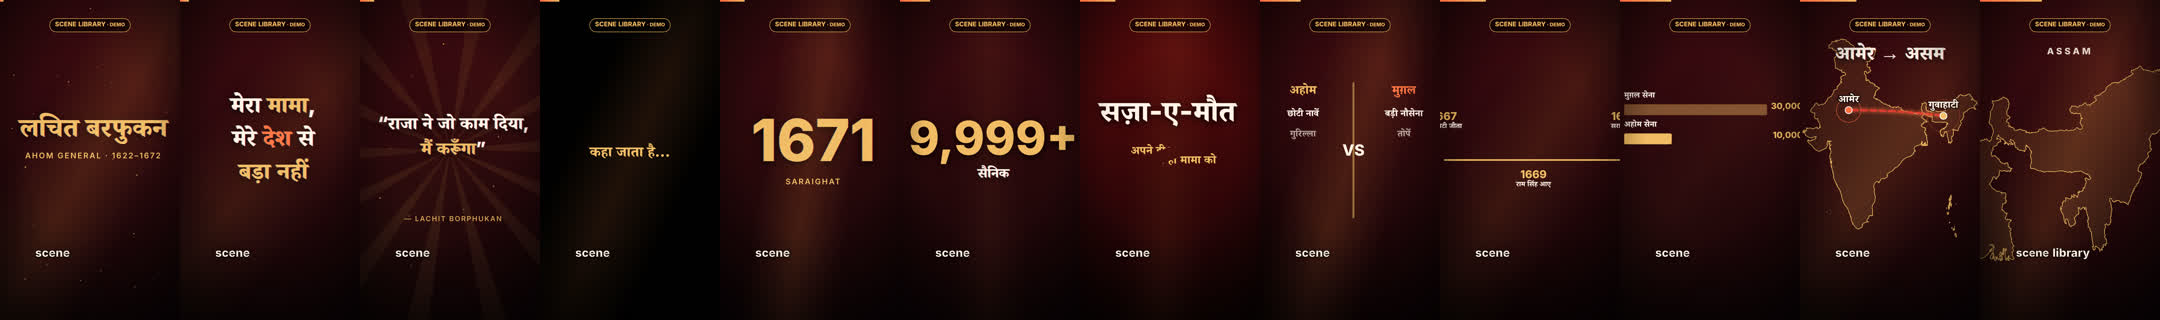 SCENE LIBRARY · DEMO
लचित बरफुकन
AHOM GENERAL · 1622–1672
scene
SCENE LIBRARY · DEMO
मेरा मामा,
मेरे देश से
बड़ा नहीं
scene
SCENE LIBRARY · DEMO
“राजा ने जो काम दिया,
मैं करूँगा”
— LACHIT BORPHUKAN
scene
SCENE LIBRARY · DEMO
कहा जाता है...
scene
SCENE LIBRARY · DEMO
1671
SARAIGHAT
scene
SCENE LIBRARY · DEMO
9,999+
सैनिक
scene
SCENE LIBRARY · DEMO
सज़ा-ए-मौत
अपने ही मामा को
scene
SCENE LIBRARY · DEMO
अहोम
मुग़ल
छोटी नावें
बड़ी नौसेना
गुरिल्ला
तोपें
VS
scene
SCENE LIBRARY · DEMO
1669
राम सिंह आए
scene
SCENE LIBRARY · DEMO
मुग़ल सेना
30,000
अहोम सेना
10,000
scene
SCENE LIBRARY · DEMO
आमेर → असम
आमेर
गुवाहाटी
scene
SCENE LIBRARY · DEMO
ASSAM
scene library